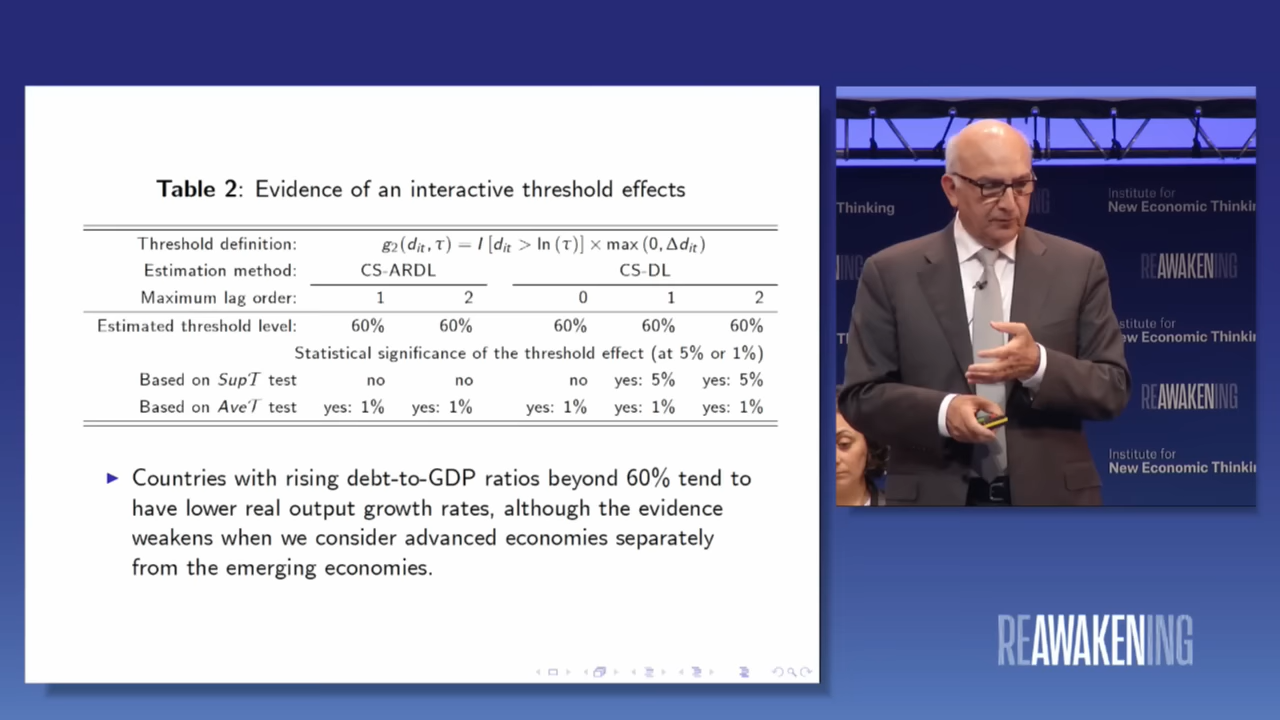 Table 2: Evidence of an interactive threshold effects
Threshold definition: g₂(dᵢₜ, τ) = I [dᵢₜ > ln (τ)] × max (0, Δdᵢₜ)
Estimation method: CS-ARDL CS-DL
Maximum lag order: 1 2 0 1 2
Estimated threshold level: 60% 60% 60% 60% 60%
Statistical significance of the threshold effect (at 5% or 1%)
Based on SupT test no no no yes: 5% yes: 5%
Based on AveT test yes: 1% yes: 1% yes: 1% yes: 1% yes: 1%
▶ Countries with rising debt-to-GDP ratios beyond 60% tend to
have lower real output growth rates, although the evidence
weakens when we consider advanced economies separately
from the emerging economies.
Thinking
Institute for
New Economic Thinkin
REAWAKENING
stitute for
New Economic Thinkin
REAWAKENING
Institute for
New Economic Thinkin
REAWAKENING